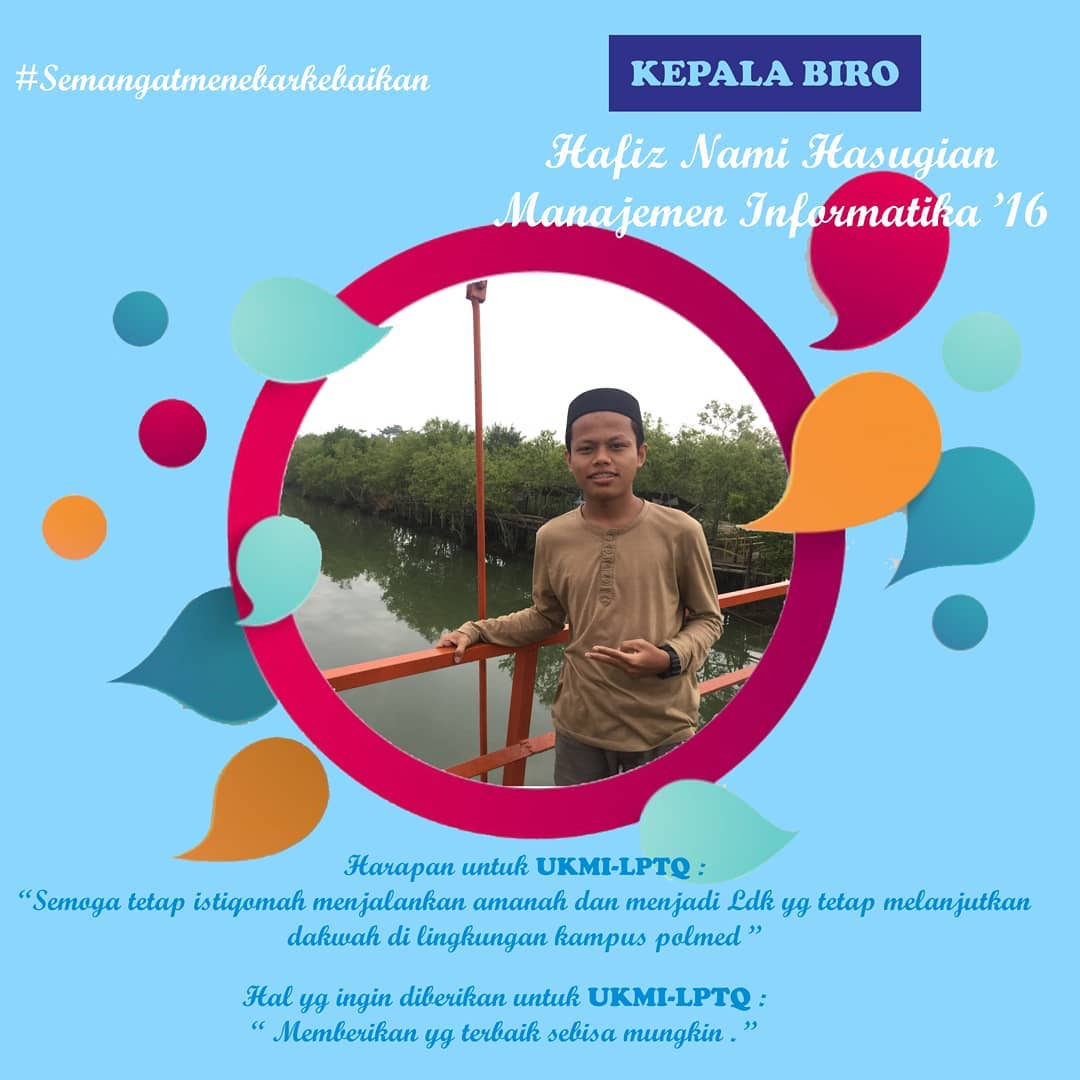 #Semangatmenebarkebaikan
KEPALA BIRO
Hafiz Nami Hasugian
Manajemen Informatika ’16
Harapan untuk UKMI-LPTQ :
“Semoga tetap istiqomah menjalankan amanah dan menjadi Ldk yg tetap melanjutkan
dakwah di lingkungan kampus polmed ”
Hal yg ingin diberikan untuk UKMI-LPTQ :
“ Memberikan yg terbaik sebisa mungkin . ”